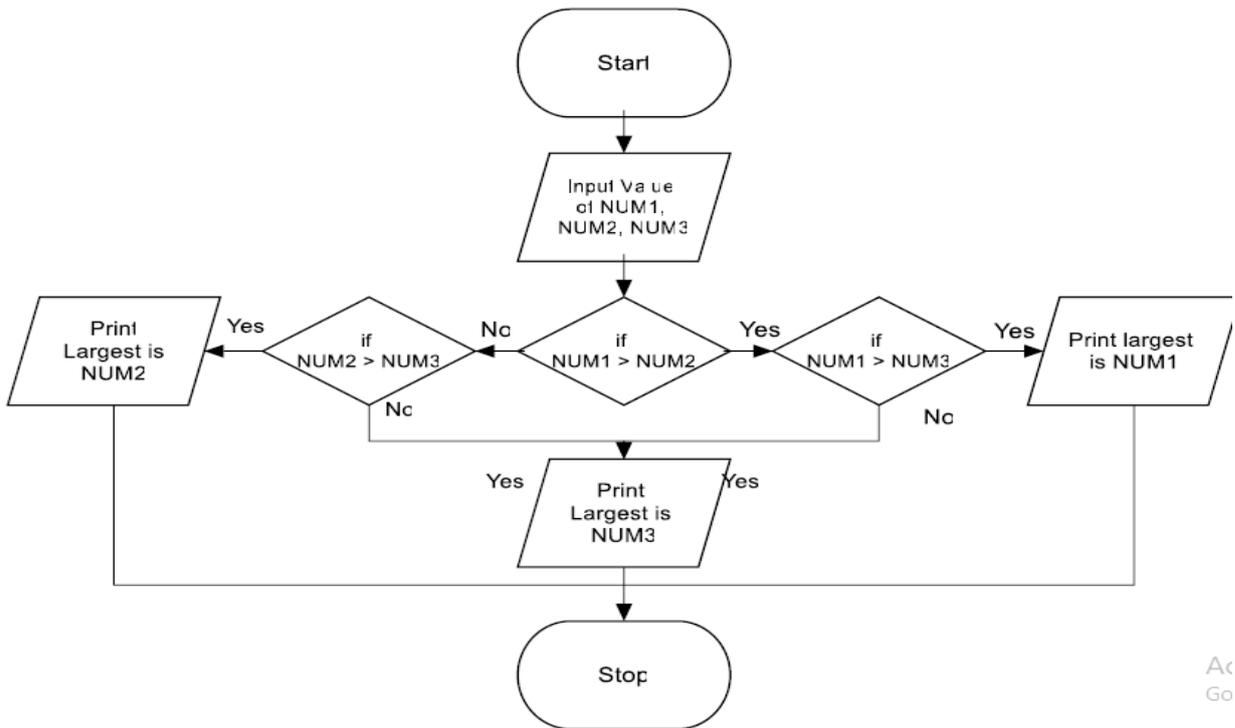 Start
Input Value
of NUM1,
NUM2, NUM3
Print
Largest is
NUM2
Yes
if
NUM2 > NUM3
No
if
NUM1 > NUM2
Yes
if
NUM1 > NUM3
Yes
Print largest
is NUM1
No
No
Yes
Print
Largest is
NUM3
Yes
Stop